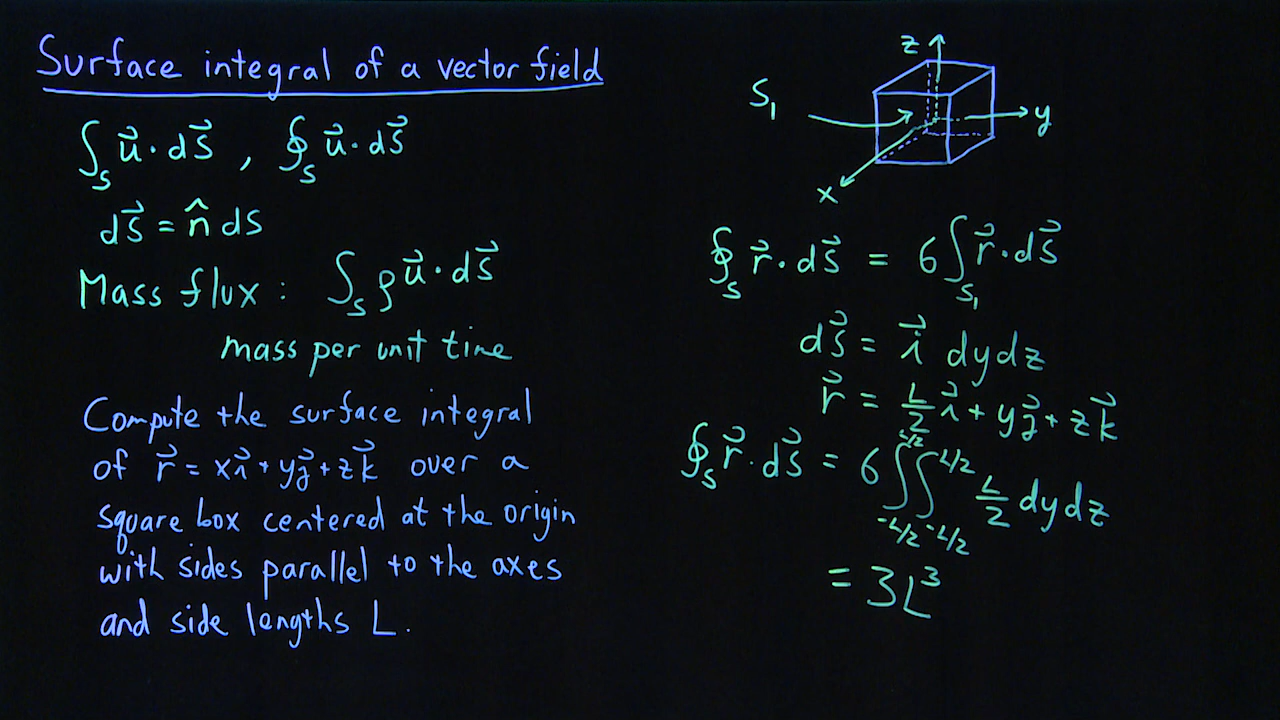 Surface integral of a vector field
∫_S u⃗ · dS⃗ , ∮_S u⃗ · dS⃗
dS⃗ = n̂ dS
Mass flux : ∫_S ρ u⃗ · dS⃗
mass per unit time
Compute the surface integral
of r⃗ = xi⃗ + yj⃗ + zk⃗ over a
square box centered at the origin
with sides parallel to the axes
and side lengths L.
z
S₁
y
x
∮_S r⃗ · dS⃗ = 6 ∫_{S₁} r⃗ · dS⃗
dS⃗ = i⃗ dydz
r⃗ = L/2 i⃗ + yj⃗ + zk⃗
∮_S r⃗ · dS⃗ = 6 ∫_{-L/2}^{L/2} ∫_{-L/2}^{L/2} L/2 dydz
= 3L³